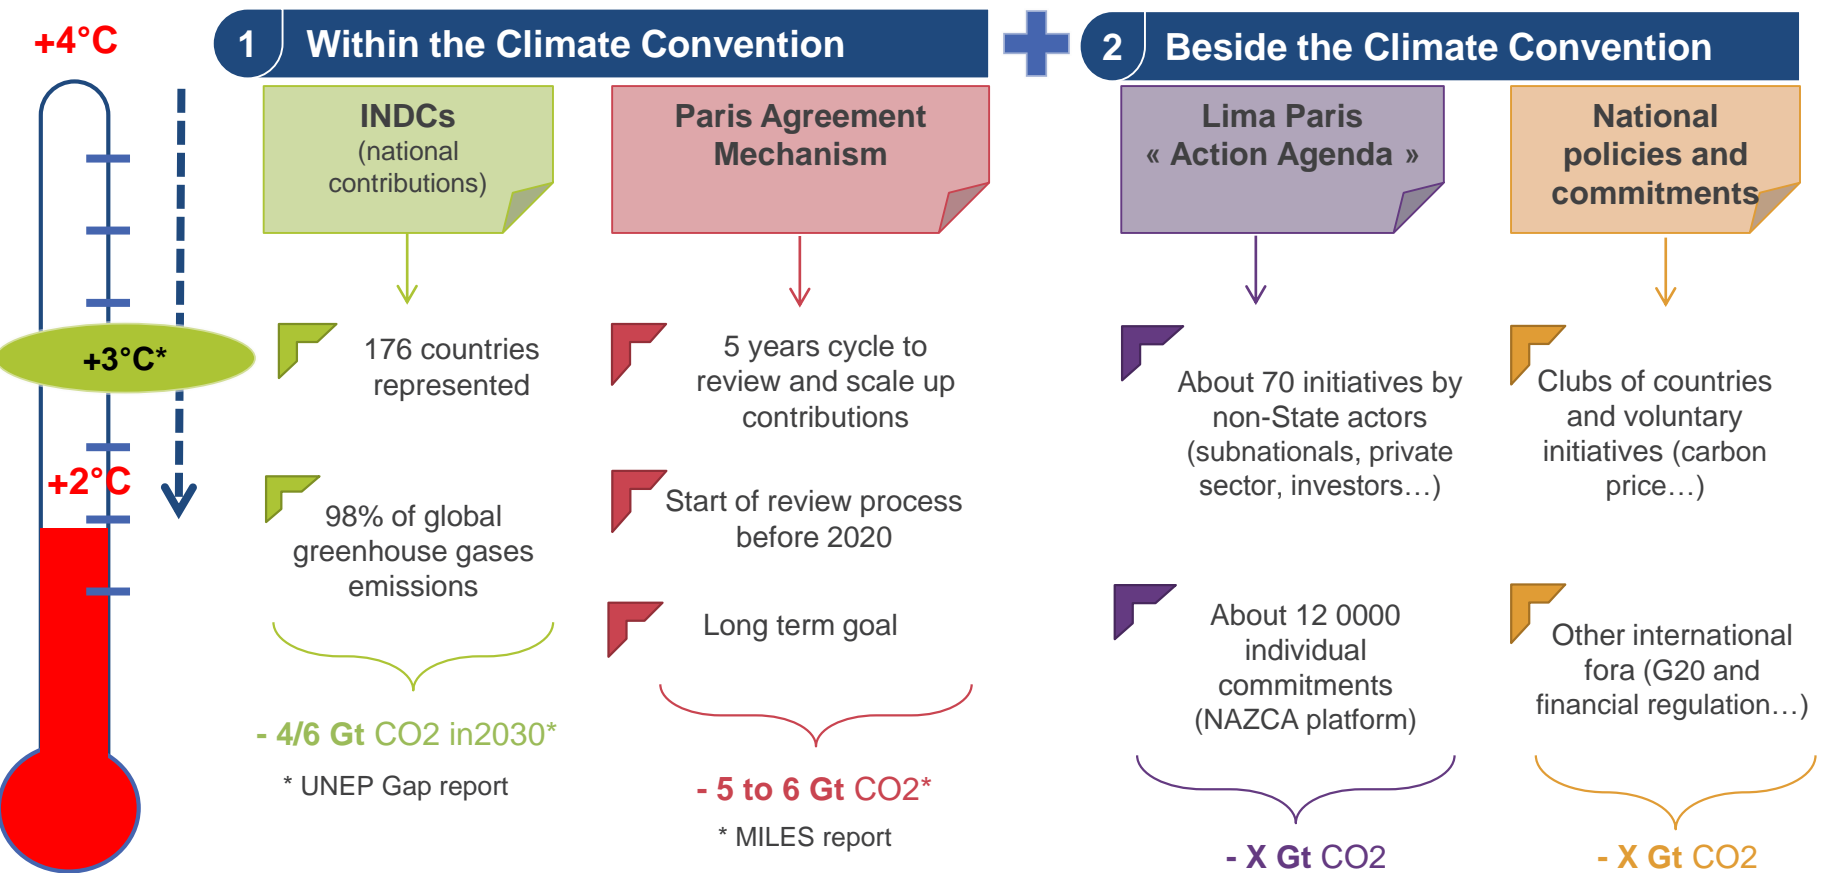 +4°C
+3°C*
+2°C
1 Within the Climate Convention
INDCs
(national
contributions)
176 countries
represented
98% of global
greenhouse gases
emissions
- 4/6 Gt CO2 in2030*
* UNEP Gap report
Paris Agreement
Mechanism
5 years cycle to
review and scale up
contributions
Start of review process
before 2020
Long term goal
- 5 to 6 Gt CO2*
* MILES report
2 Beside the Climate Convention
Lima Paris
« Action Agenda »
About 70 initiatives by
non-State actors
(subnationals, private
sector, investors…)
About 12 0000
individual
commitments
(NAZCA platform)
- X Gt CO2
National
policies and
commitments
Clubs of countries
and voluntary
initiatives (carbon
price…)
Other international
fora (G20 and
financial regulation…)
- X Gt CO2